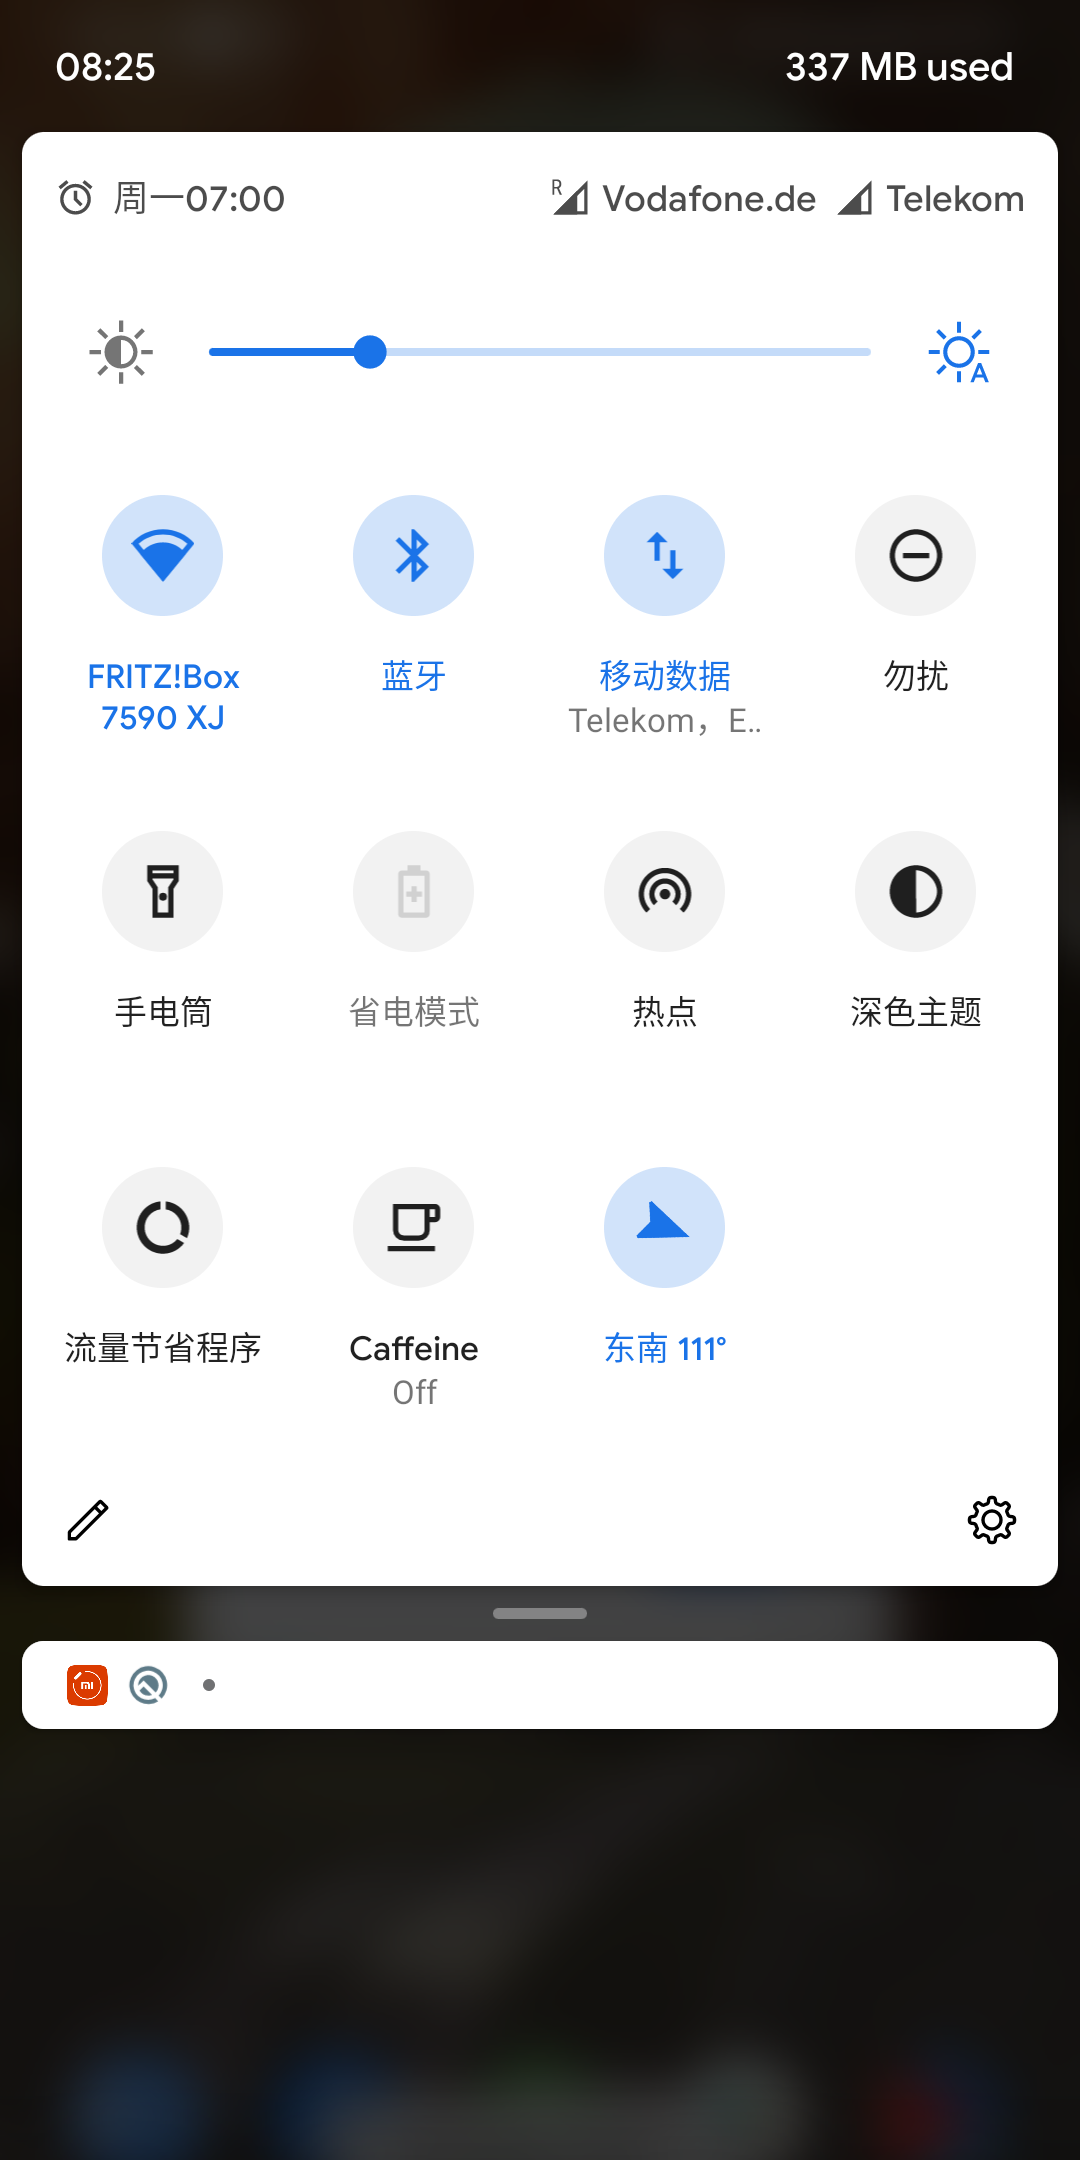 08:25 337 MB used
周一07:00 R Vodafone.de Telekom
A
FRITZ!Box 蓝牙 移动数据 勿扰
7590 XJ Telekom，E..
手电筒 省电模式 热点 深色主题
流量节省程序 Caffeine 东南 111°
Off
MI